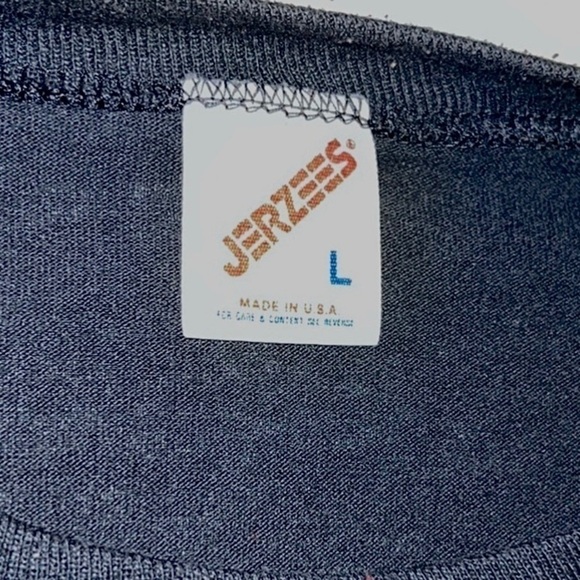 JERZEES®
L
MADE IN U.S.A.
FOR CARE & CONTENT SEE REVERSE